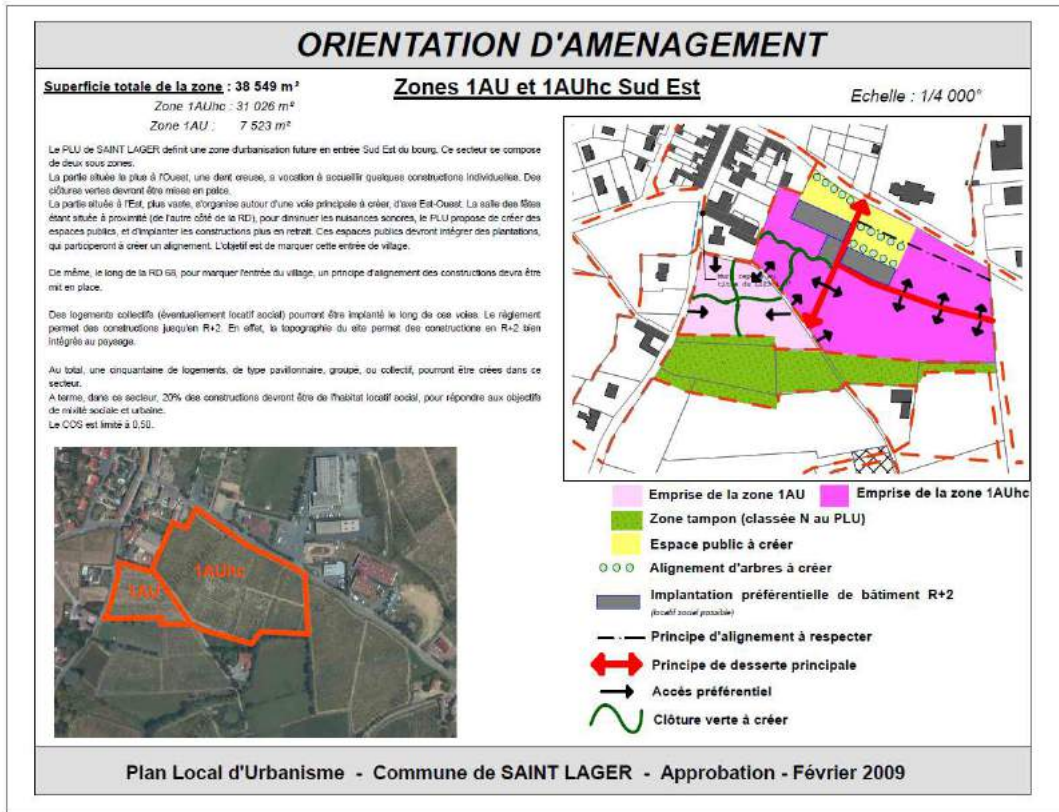 ORIENTATION D'AMENAGEMENT
Superficie totale de la zone : 38 549 m²
Zone 1AUhc : 31 026 m²
Zone 1AU : 7 523 m²
Zones 1AU et 1AUhc Sud Est
Echelle : 1/4 000°
Le PLU de SAINT LAGER definit une zone d'urbanisation future en entrée Sud Est du bourg. Ce secteur se compose
de deux sous zones.
La partie située le plus à l'Ouest, une dent creuse, a vocation à accueillir quelques constructions individuelles. Des
clôtures vertes devront être mises en palce.
La partie située à l'Est, plus vaste, s'organise autour d'une voie principale à créer, d'axe Est-Ouest. La salle des fêtes
étant située à proximité (de l'autre côté de la RD), pour diminuer les nuisances sonores, le PLU propose de créer des
espaces publics, et d'implanter les constructions plus en retrait. Ces espaces publics devront intégrer des plantations,
qui participeront à créer un alignement. L'objetif est de marquer cette entrée de village.
De même, le long de la RD 68, pour marquer l'entrée du village, un principe d'alignement des constructions devra être
mit en place.
Des logements collectifs (éventuellement locatif social) pourront être implanté le long de ces voies. Le règlement
permet des constructions jusqu'en R+2. En effet, la topographie du site permet des constructions en R+2 bien
intégrés au paysage.
Au total, une cinquantaine de logements, de type pavillonnaire, groupé, ou collectif, pourront être crées dans ce
secteur.
A terme, dans ce secteur, 20% des constructions devront être de l'habitat locatif social, pour répondre aux objectifs
de mixité sociale et urbaine.
Le COS est limité à 0,50.
1AU
1AUhc
Emprise de la zone 1AU
Emprise de la zone 1AUhc
Zone tampon (classée N au PLU)
Espace public à créer
Alignement d'arbres à créer
Implantation préférentielle de bâtiment R+2
(locatif social possible)
Principe d'alignement à respecter
Principe de desserte principale
Accès préférentiel
Clôture verte à créer
Plan Local d'Urbanisme - Commune de SAINT LAGER - Approbation - Février 2009